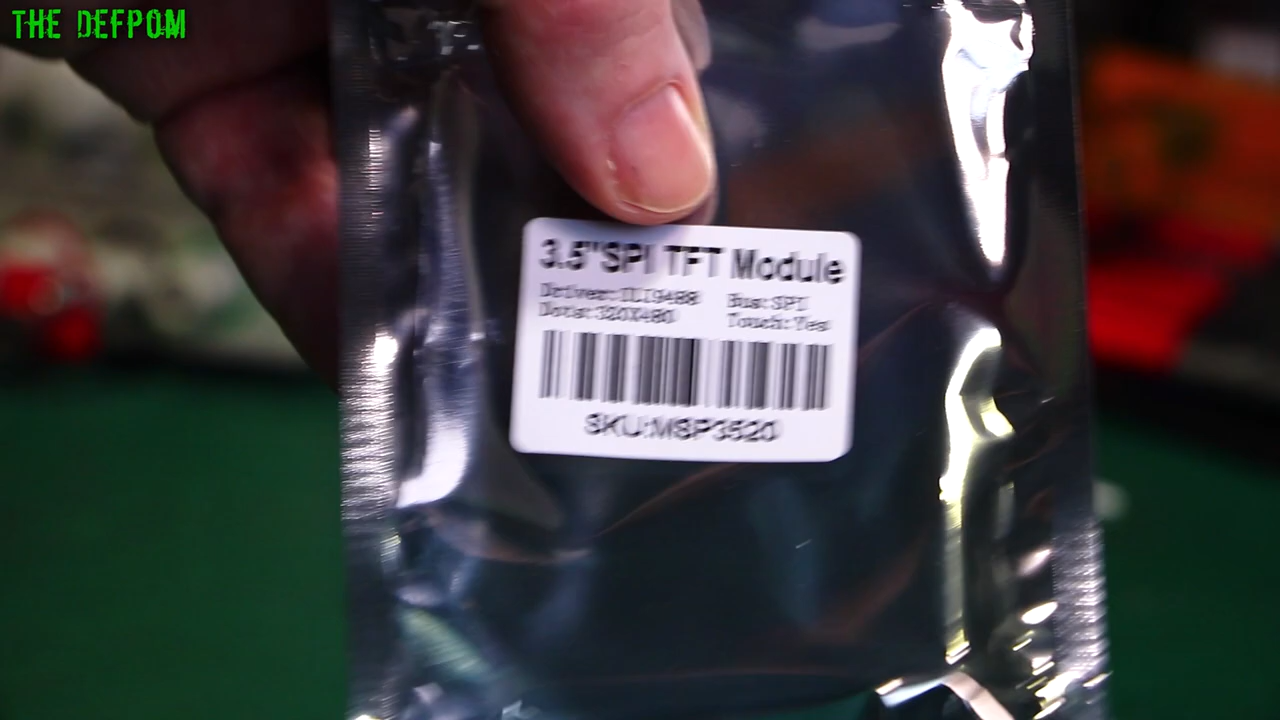 THE DEFPOM
3.5"SPI TFT Module
Driver:ILI9488 Bus:SPI
Dots:320X480 Touch:Yes
SKU:MSP3520